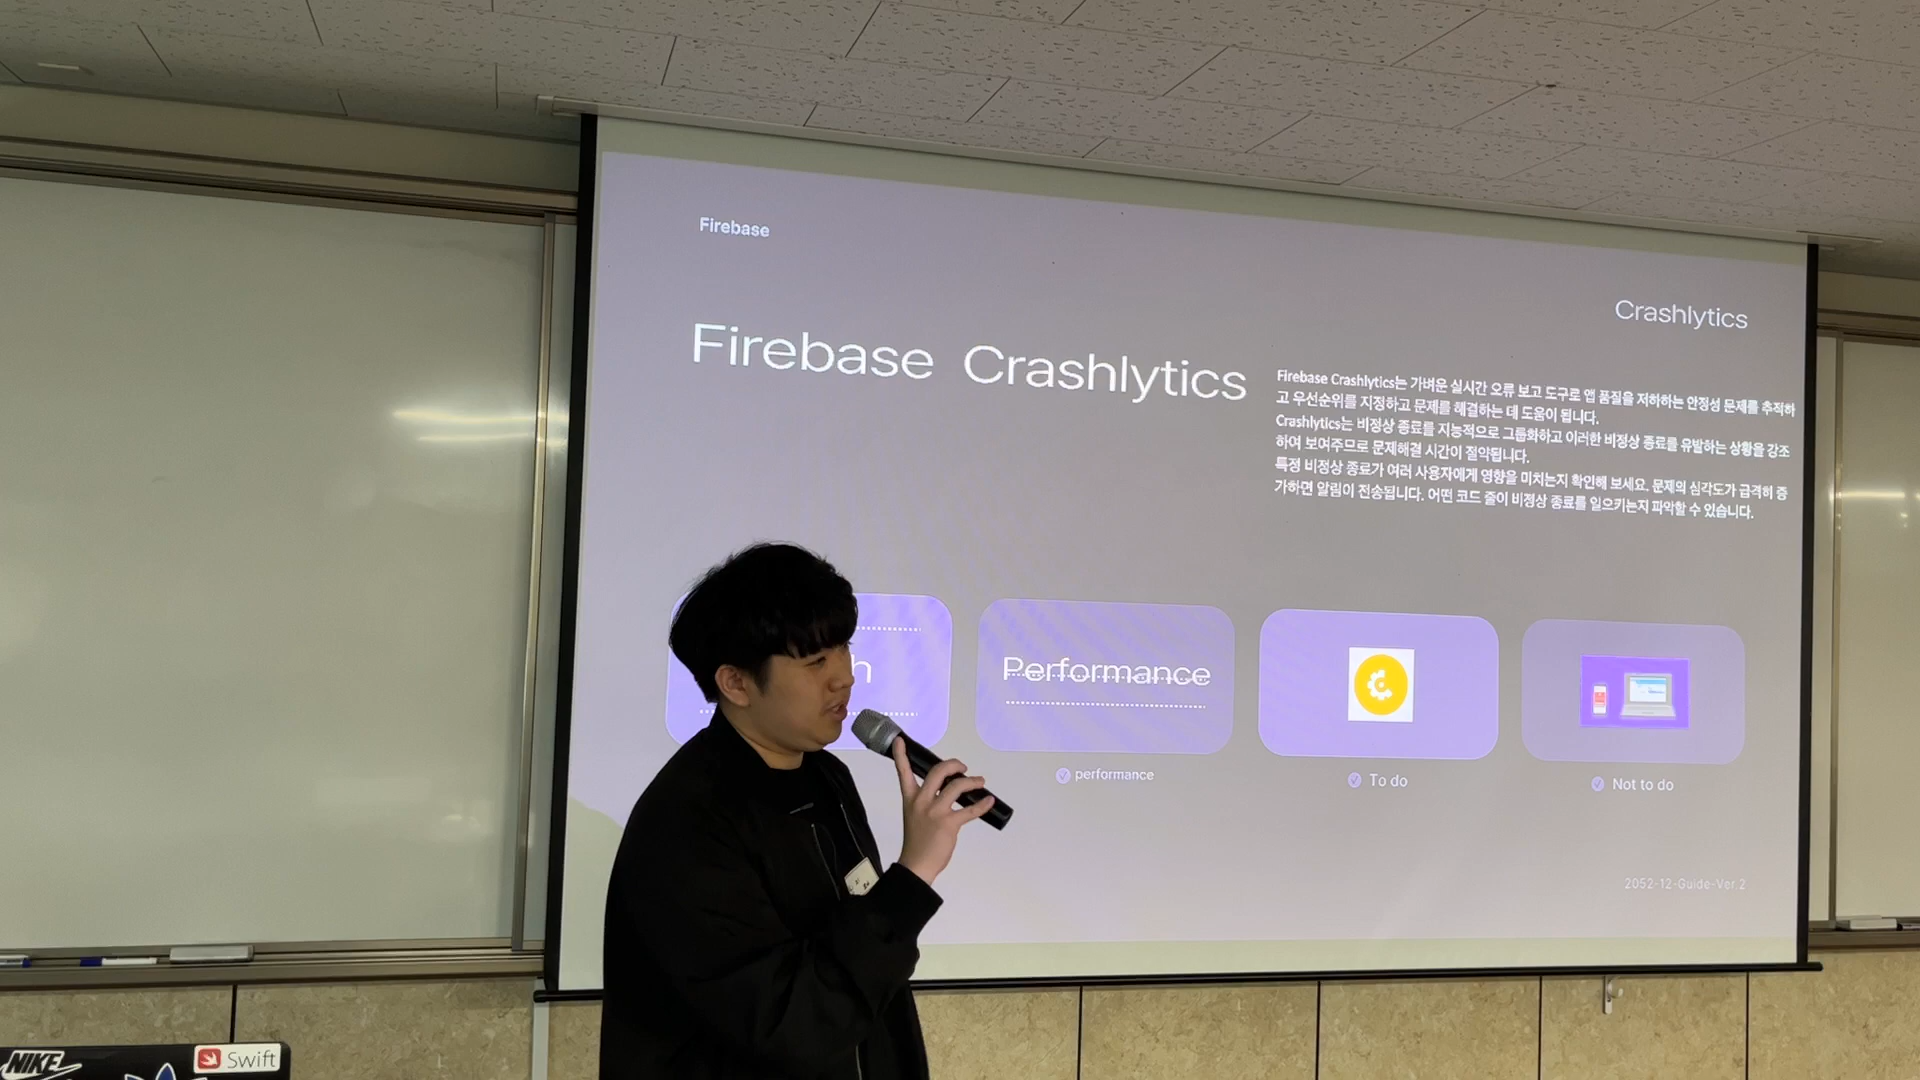 Firebase
Crashlytics
Firebase Crashlytics
Firebase Crashlytics는 가벼운 실시간 오류 보고 도구로 앱 품질을 저하하는 안정성 문제를 추적하
고 우선순위를 지정하고 문제를 해결하는 데 도움이 됩니다.
Crashlytics는 비정상 종료를 지능적으로 그룹화하고 이러한 비정상 종료를 유발하는 상황을 강조
하여 보여주므로 문제해결 시간이 절약됩니다.
특정 비정상 종료가 여러 사용자에게 영향을 미치는지 확인해 보세요. 문제의 심각도가 급격히 증
가하면 알림이 전송됩니다. 어떤 코드 줄이 비정상 종료를 일으키는지 파악할 수 있습니다.
h
Performance
performance
To do
Not to do
2052-12-Guide-Ver 2
NIKE
Swift